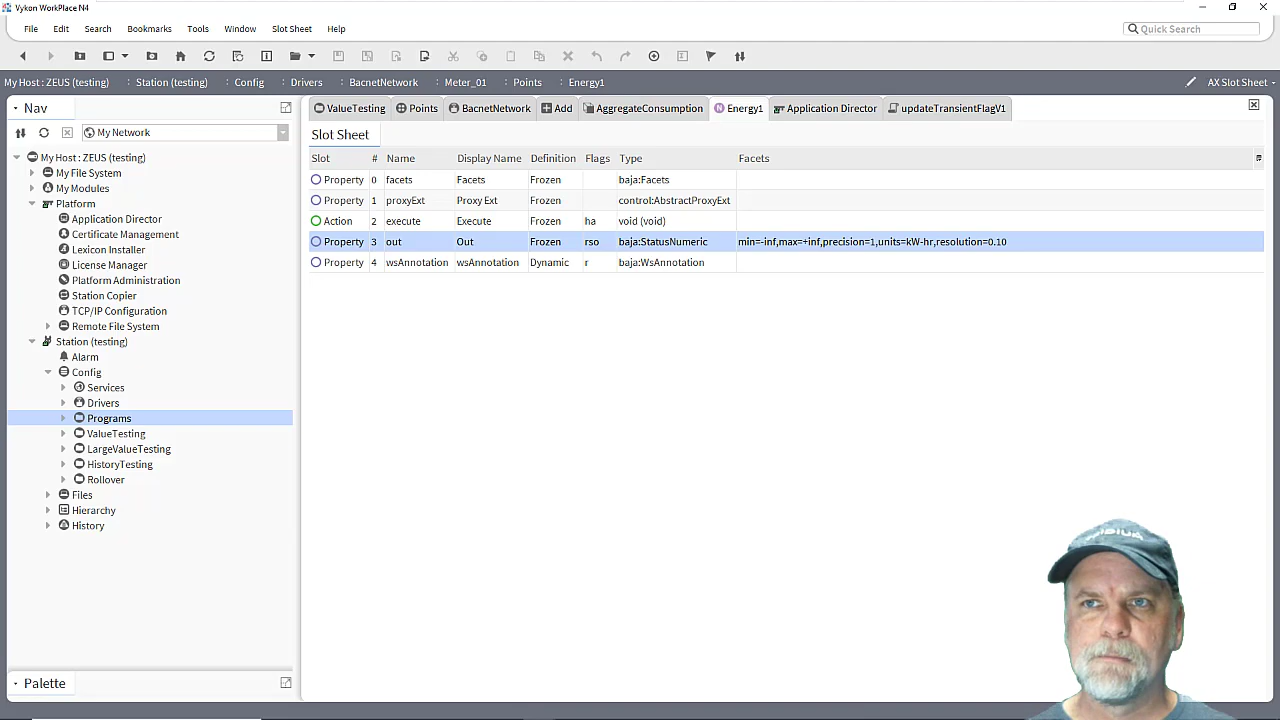 Vykon WorkPlace N4
File Edit Search Bookmarks Tools Window Slot Sheet Help
Quick Search
My Host : ZEUS (testing) Station (testing) Config Drivers BacnetNetwork Meter_01 Points Energy1 AX Slot Sheet
Nav
My Network
My Host : ZEUS (testing)
My File System
My Modules
Platform
Application Director
Certificate Management
Lexicon Installer
License Manager
Platform Administration
Station Copier
TCP/IP Configuration
Remote File System
Station (testing)
Alarm
Config
Services
Drivers
Programs
ValueTesting
LargeValueTesting
HistoryTesting
Rollover
Files
Hierarchy
History
Palette
ValueTesting Points BacnetNetwork Add AggregateConsumption Energy1 Application Director updateTransientFlagV1
Slot Sheet
Slot # Name Display Name Definition Flags Type Facets
Property 0 facets Facets Frozen baja:Facets
Property 1 proxyExt Proxy Ext Frozen control:AbstractProxyExt
Action 2 execute Execute Frozen ha void (void)
Property 3 out Out Frozen rso baja:StatusNumeric min=-inf,max=+inf,precision=1,units=kW-hr,resolution=0.10
Property 4 wsAnnotation wsAnnotation Dynamic r baja:WsAnnotation